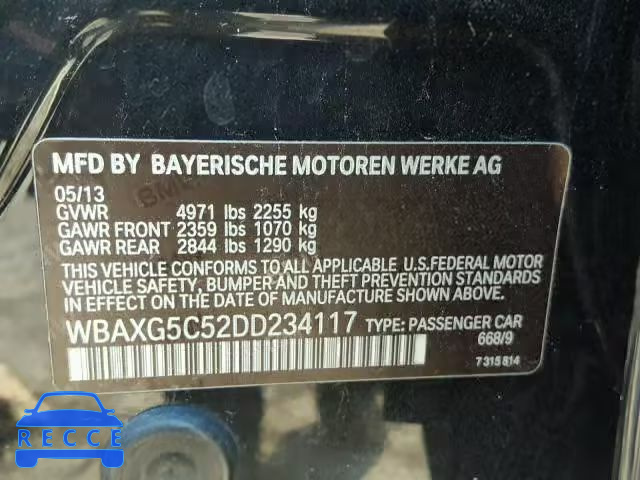 MFD BY BAYERISCHE MOTOREN WERKE AG
05/13
GVWR 4971 lbs 2255 kg
GAWR FRONT 2359 lbs 1070 kg
GAWR REAR 2844 lbs 1290 kg
THIS VEHICLE CONFORMS TO ALL APPLICABLE U.S.FEDERAL MOTOR
VEHICLE SAFETY, BUMPER AND THEFT PREVENTION STANDARDS
IN EFFECT ON THE DATE OF MANUFACTURE SHOWN ABOVE.
WBAXG5C52DD234117 TYPE: PASSENGER CAR
668/9
7 315 814
RECCE